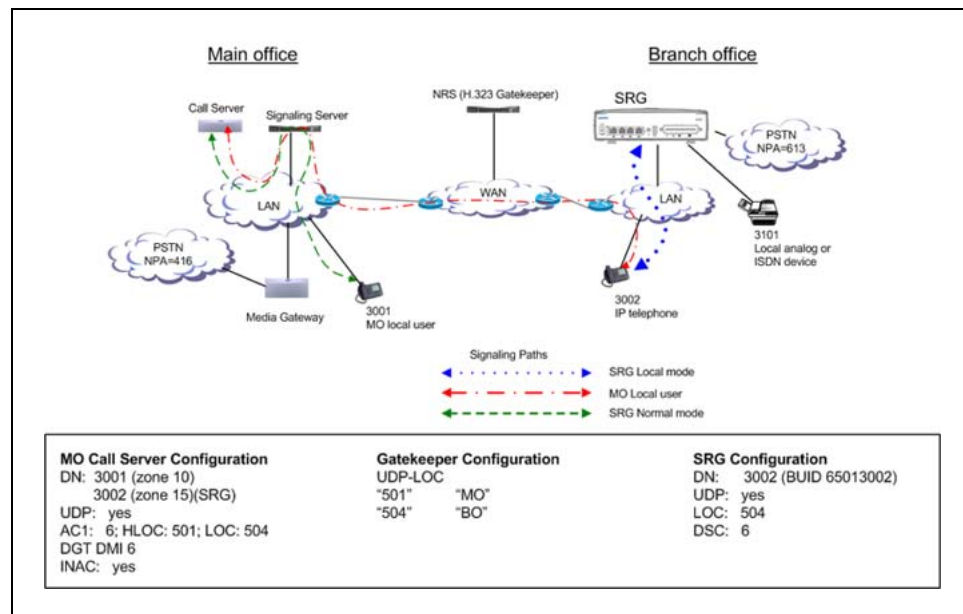 Main office
Branch office
Call Server
Signaling Server
NRS (H.323 Gatekeeper)
SRG
PSTN
NPA=613
LAN
WAN
LAN
3101
Local analog or
ISDN device
PSTN
NPA=416
Media Gateway
3001
MO local user
3002
IP telephone
Signaling Paths
SRG Local mode
MO Local user
SRG Normal mode
MO Call Server Configuration
DN: 3001 (zone 10)
3002 (zone 15)(SRG)
UDP: yes
AC1: 6; HLOC: 501; LOC: 504
DGT DMI 6
INAC: yes
Gatekeeper Configuration
UDP-LOC
"501" "MO"
"504" "BO"
SRG Configuration
DN: 3002 (BUID 65013002)
UDP: yes
LOC: 504
DSC: 6